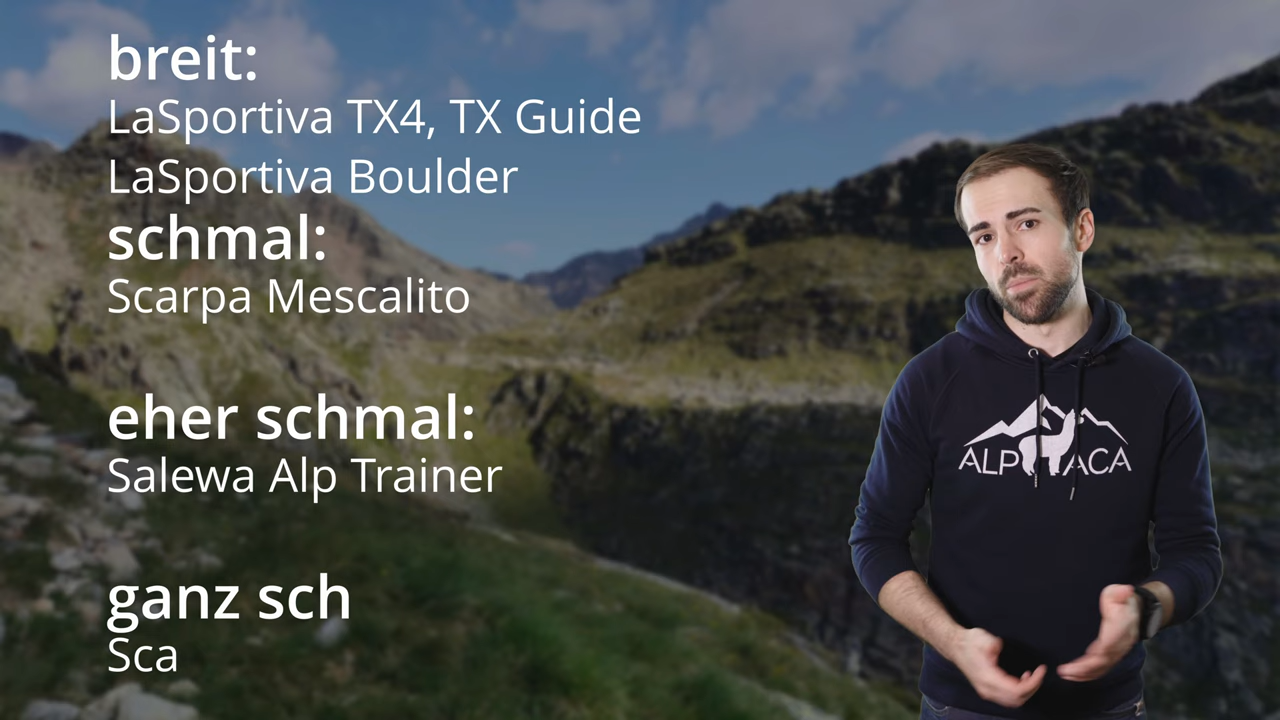 breit:
LaSportiva TX4, TX Guide
LaSportiva Boulder
schmal:
Scarpa Mescalito
eher schmal:
Salewa Alp Trainer
ganz sch
Sca
ALPACA